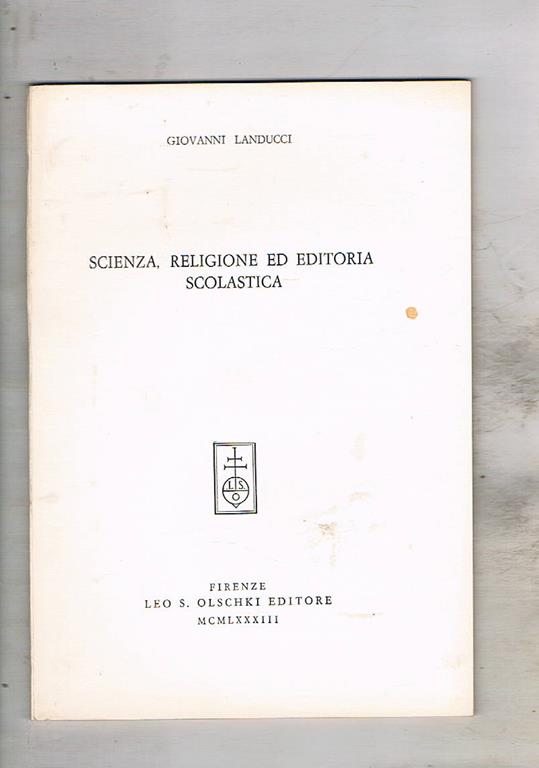 GIOVANNI LANDUCCI
SCIENZA, RELIGIONE ED EDITORIA
SCOLASTICA
L. S.
O
FIRENZE
LEO S. OLSCHKI EDITORE
MCMLXXXIII